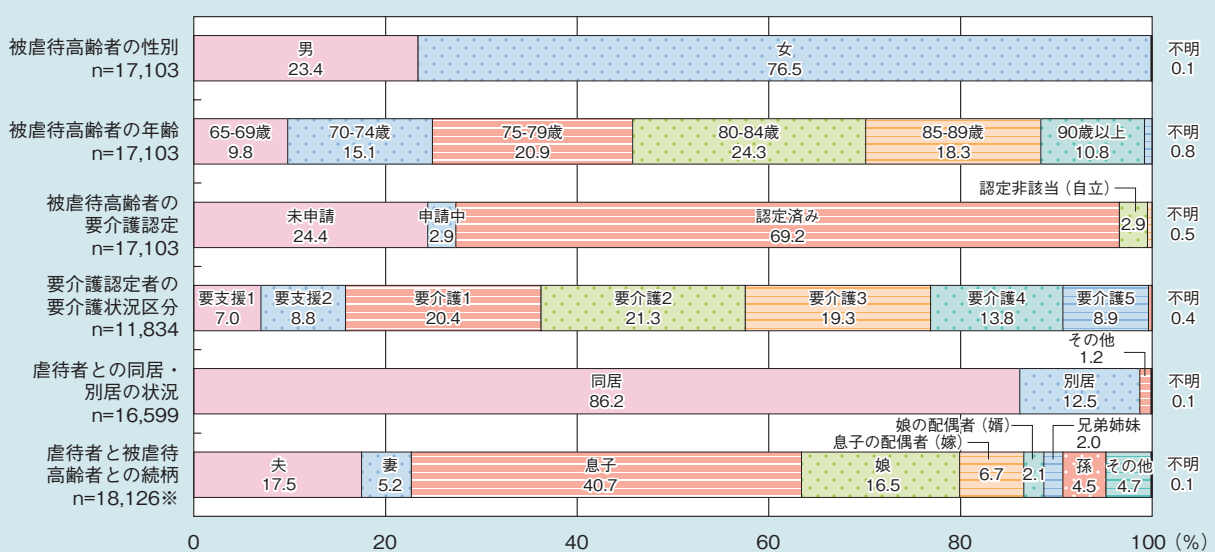 被虐待高齢者の性別
n=17,103
男
23.4
女
76.5
不明
0.1
被虐待高齢者の年齢
n=17,103
65-69歳
9.8
70-74歳
15.1
75-79歳
20.9
80-84歳
24.3
85-89歳
18.3
90歳以上
10.8
不明
0.8
被虐待高齢者の
要介護認定
n=17,103
未申請
24.4
申請中
2.9
認定済み
69.2
認定非該当（自立）
2.9
不明
0.5
要介護認定者の
要介護状況区分
n=11,834
要支援1
7.0
要支援2
8.8
要介護1
20.4
要介護2
21.3
要介護3
19.3
要介護4
13.8
要介護5
8.9
不明
0.4
虐待者との同居・
別居の状況
n=16,599
同居
86.2
別居
12.5
その他
1.2
不明
0.1
虐待者と被虐待
高齢者との続柄
n=18,126※
夫
17.5
妻
5.2
息子
40.7
娘
16.5
息子の配偶者（嫁）
6.7
娘の配偶者（婿）
2.1
兄弟姉妹
2.0
孫
4.5
その他
4.7
不明
0.1
0 20 40 60 80 100（%）